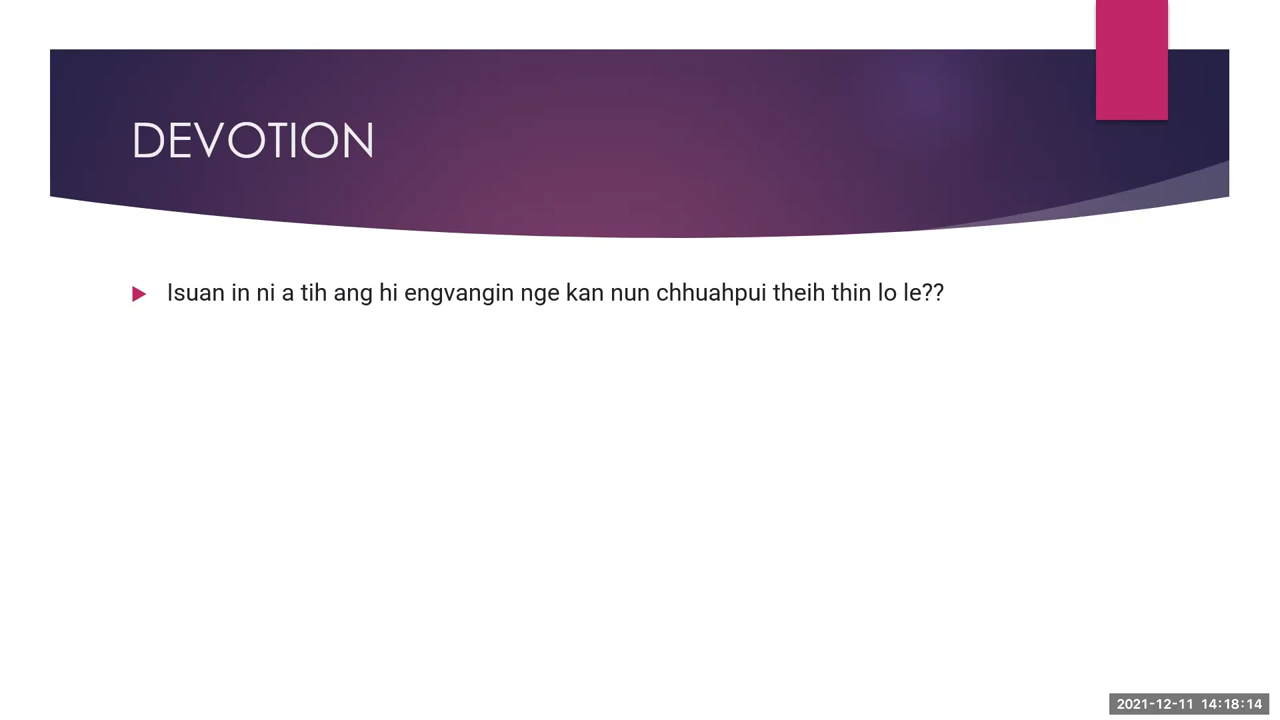 DEVOTION
Isuan in ni a tih ang hi engvangin nge kan nun chhuahpui theih thin lo le??
2021-12-11 14:18:14